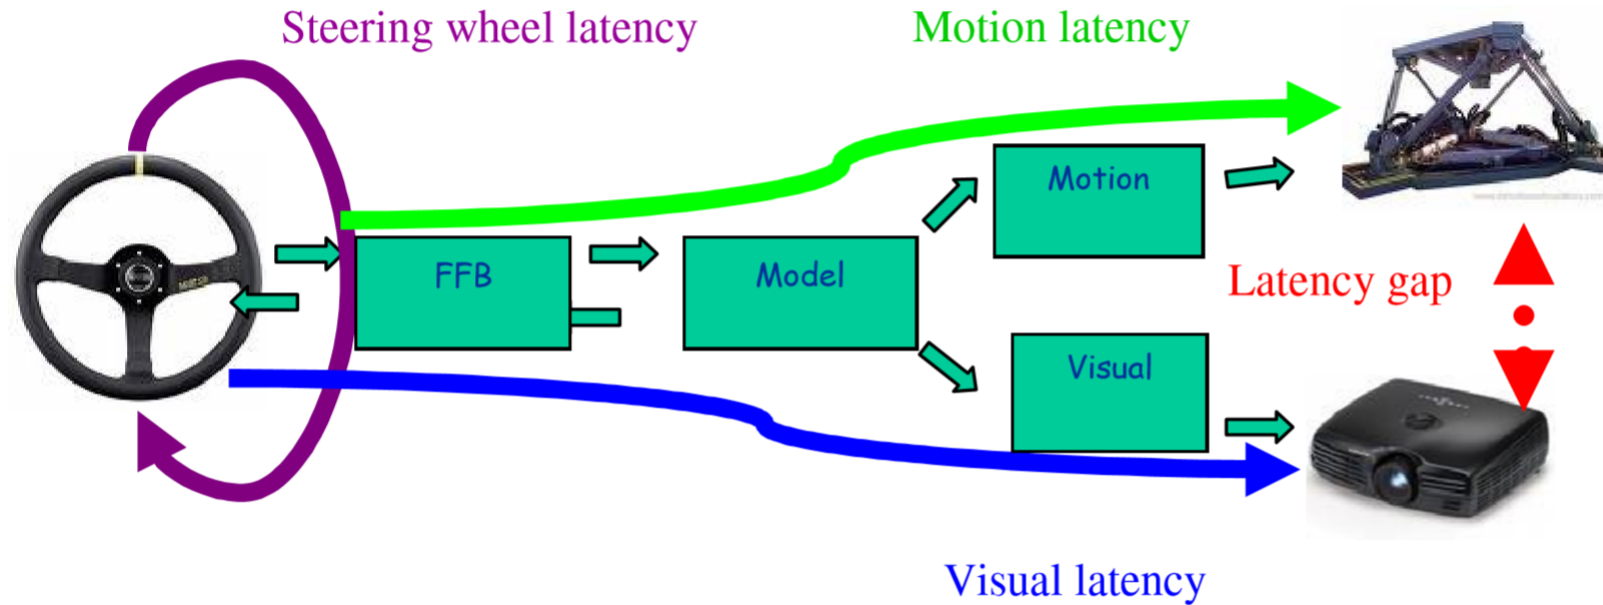 Steering wheel latency
Motion latency
Motion
FFB
Model
Latency gap
Visual
Visual latency